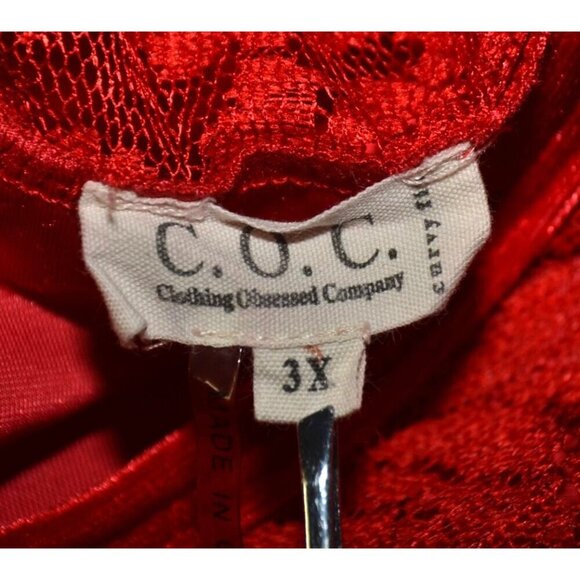 C.O.C.
Clothing Obsessed Company
curvy
3X
MADE IN